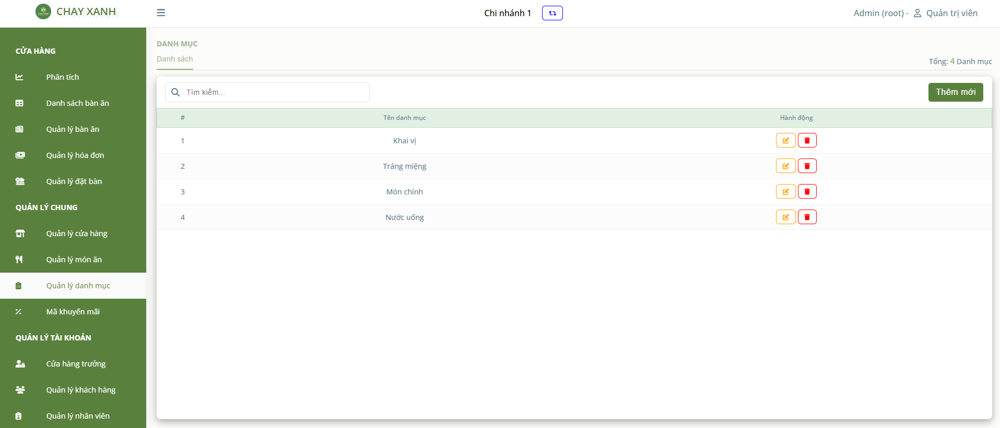 CHAY XANH
Chi nhánh 1
Admin (root) - Quản trị viên
CỬA HÀNG
Phân tích
Danh sách bàn ăn
Quản lý bàn ăn
Quản lý hóa đơn
Quản lý đặt bàn
QUẢN LÝ CHUNG
Quản lý cửa hàng
Quản lý món ăn
Quản lý danh mục
Mã khuyến mãi
QUẢN LÝ TÀI KHOẢN
Cửa hàng trưởng
Quản lý khách hàng
Quản lý nhân viên
DANH MỤC
Danh sách
Tổng: 4 Danh mục
Tìm kiếm...
Thêm mới
# Tên danh mục Hành động
1 Khai vị
2 Tráng miệng
3 Món chính
4 Nước uống